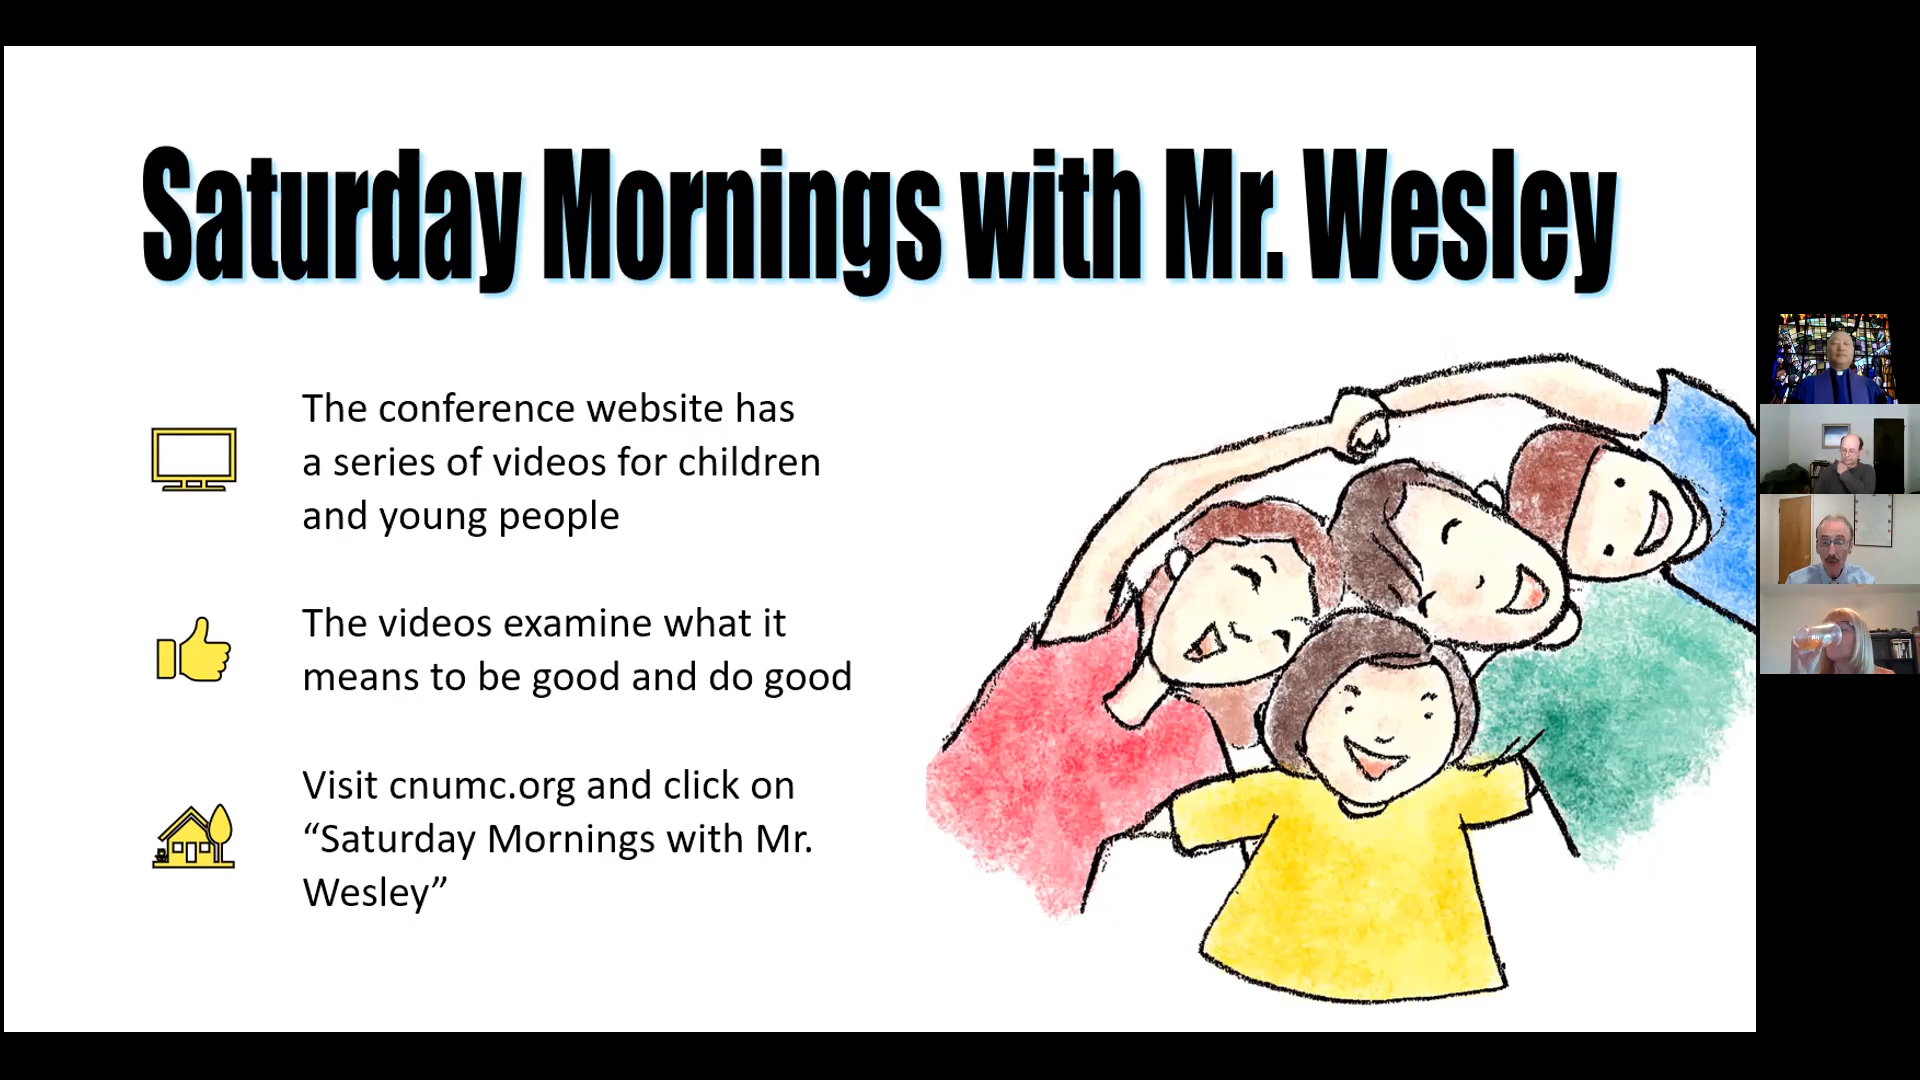 Saturday Mornings with Mr. Wesley
The conference website has
a series of videos for children
and young people
The videos examine what it
means to be good and do good
Visit cnumc.org and click on
“Saturday Mornings with Mr.
Wesley”